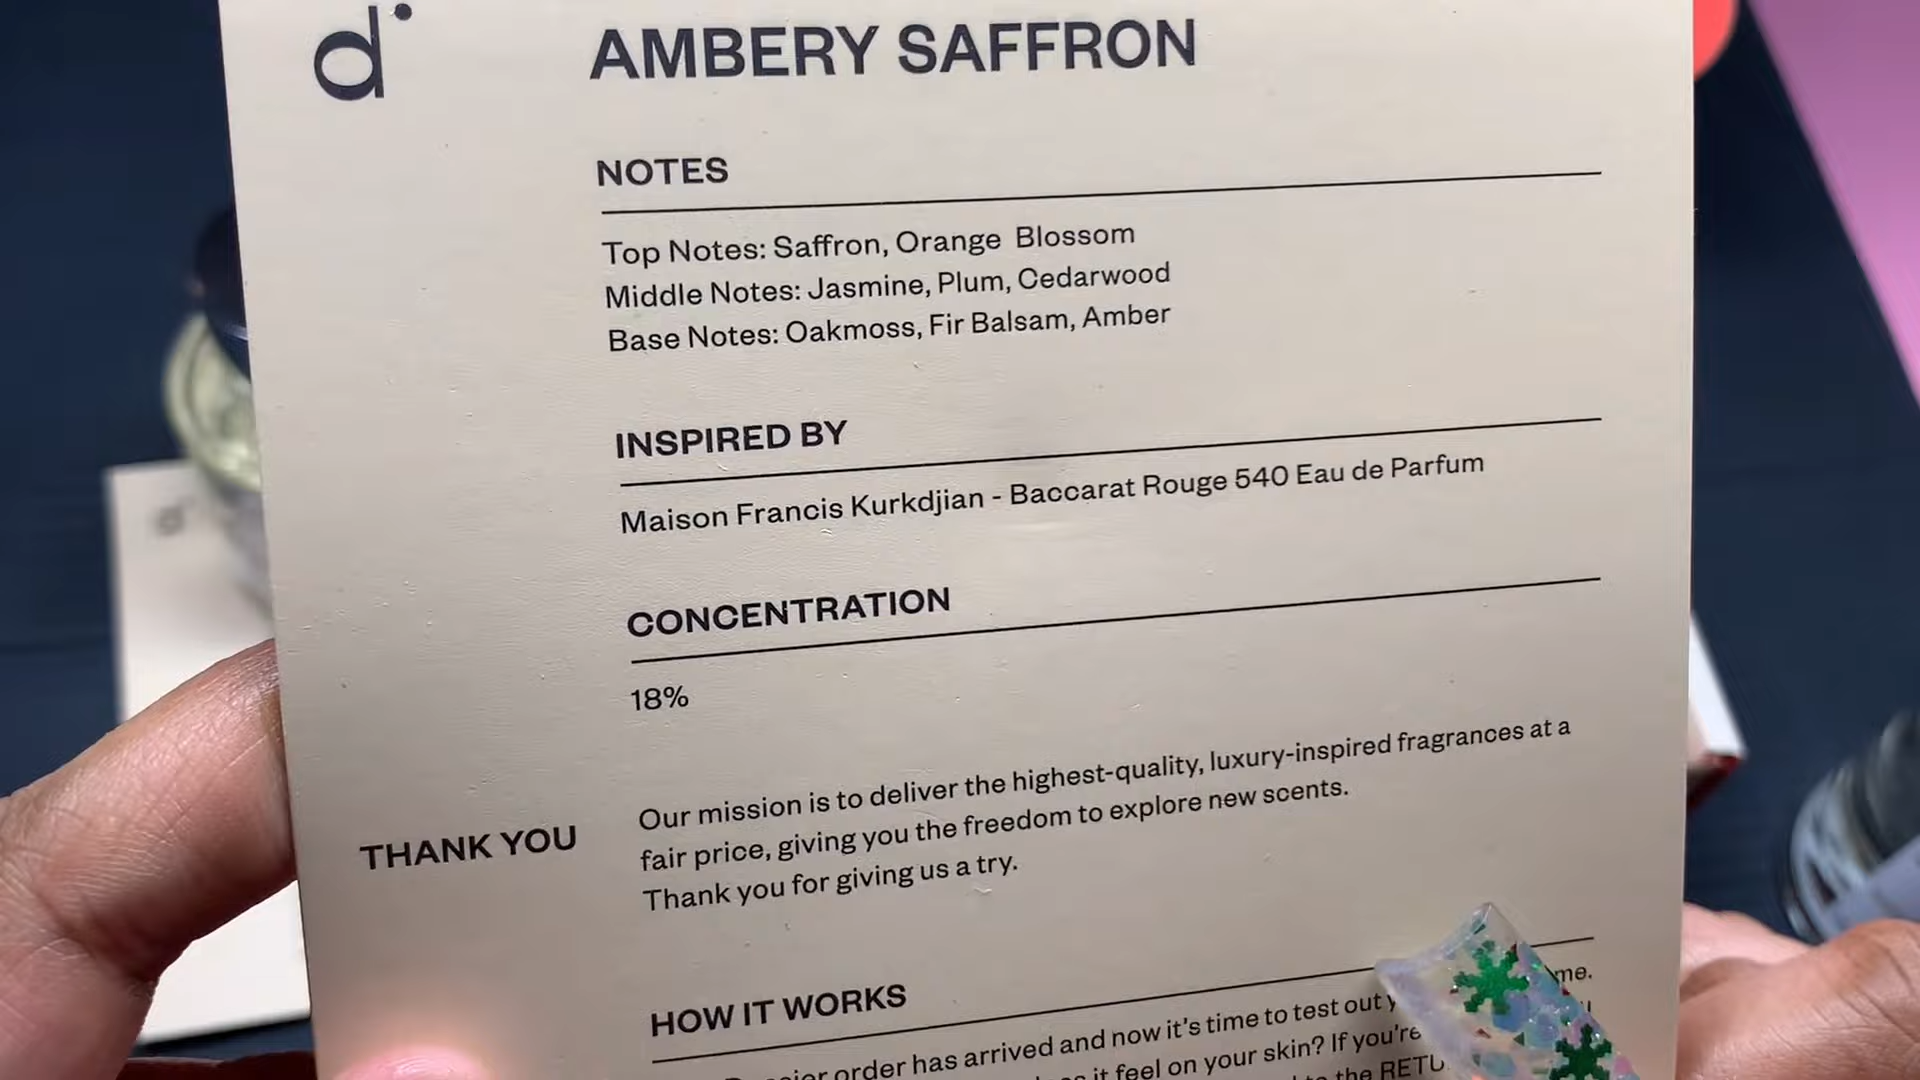 d
AMBERY SAFFRON
NOTES
Top Notes: Saffron, Orange Blossom
Middle Notes: Jasmine, Plum, Cedarwood
Base Notes: Oakmoss, Fir Balsam, Amber
INSPIRED BY
Maison Francis Kurkdjian - Baccarat Rouge 540 Eau de Parfum
CONCENTRATION
18%
THANK YOU
Our mission is to deliver the highest-quality, luxury-inspired fragrances at a
fair price, giving you the freedom to explore new scents.
Thank you for giving us a try.
HOW IT WORKS
order has arrived and now it's time to test out
it feel on your skin? If you're
to the